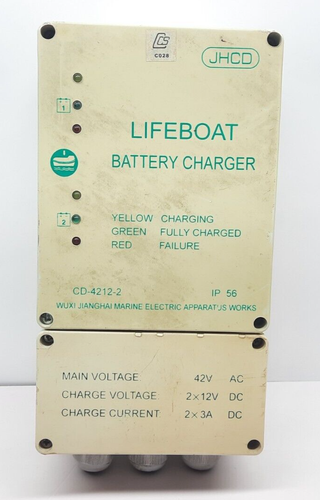 CS
C028
JHCD
LIFEBOAT
1
BATTERY CHARGER
2
YELLOW CHARGING
GREEN FULLY CHARGED
RED FAILURE
CD-4212-2 IP 56
WUXI JIANGHAI MARINE ELECTRIC APPARATUS WORKS
MAIN VOLTAGE 42V AC
CHARGE VOLTAGE 2×12V DC
CHARGE CURRENT 2×3A DC